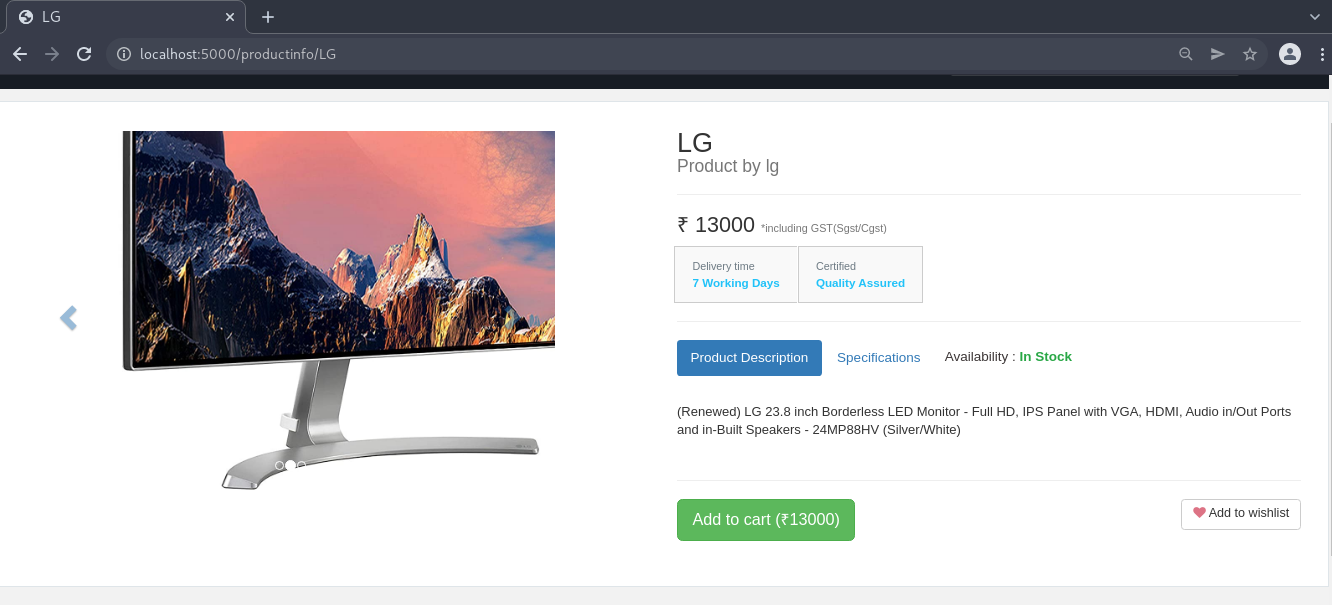 LG
localhost:5000/productinfo/LG
LG
Product by lg
₹ 13000 *including GST(Sgst/Cgst)
Delivery time
7 Working Days
Certified
Quality Assured
Product Description
Specifications
Availability : In Stock
(Renewed) LG 23.8 inch Borderless LED Monitor - Full HD, IPS Panel with VGA, HDMI, Audio in/Out Ports
and in-Built Speakers - 24MP88HV (Silver/White)
Add to cart (₹13000)
Add to wishlist